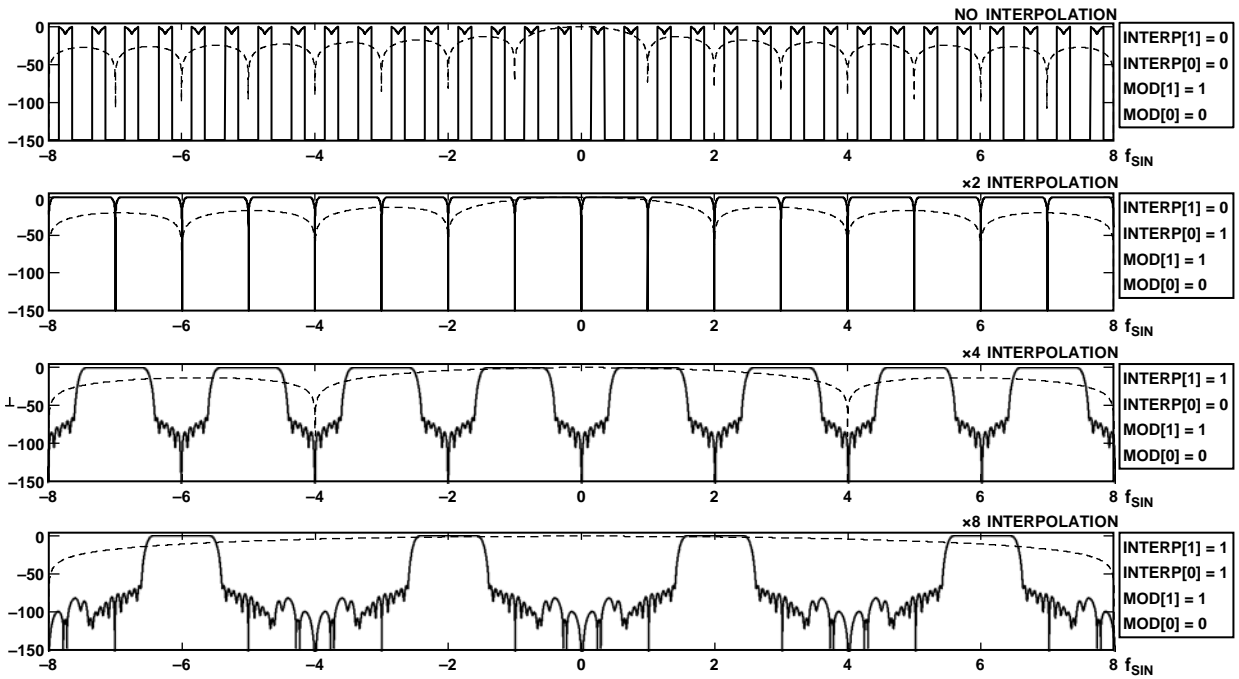 NO INTERPOLATION
0
–50
–100
–150
–8 –6 –4 –2 0 2 4 6 8 fSIN
INTERP[1] = 0
INTERP[0] = 0
MOD[1] = 1
MOD[0] = 0
×2 INTERPOLATION
0
–50
–100
–150
–8 –6 –4 –2 0 2 4 6 8 fSIN
INTERP[1] = 0
INTERP[0] = 1
MOD[1] = 1
MOD[0] = 0
×4 INTERPOLATION
0
–50
–100
–150
–8 –6 –4 –2 0 2 4 6 8 fSIN
INTERP[1] = 1
INTERP[0] = 0
MOD[1] = 1
MOD[0] = 0
×8 INTERPOLATION
0
–50
–100
–150
–8 –6 –4 –2 0 2 4 6 8 fSIN
INTERP[1] = 1
INTERP[0] = 1
MOD[1] = 1
MOD[0] = 0